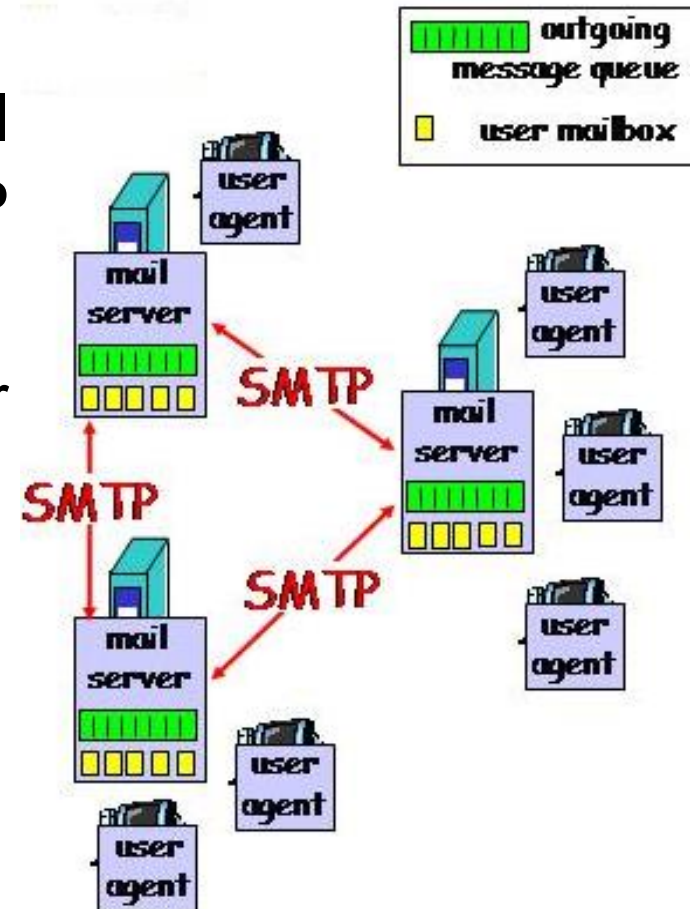 outgoing
message queue
user mailbox
user
agent
mail
server
user
agent
SMTP
mail
server
user
agent
SMTP
SMTP
mail
server
user
agent
user
agent
user
agent